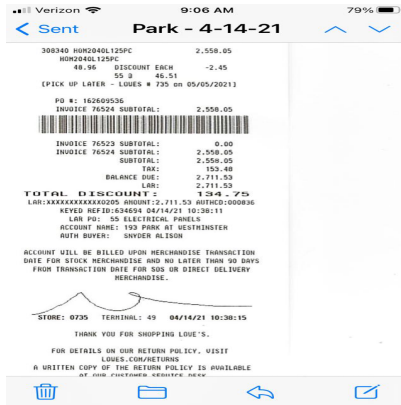 Verizon 9:06 AM 79%
Sent Park - 4-14-21
308340 HOM2040L125PC 2,558.05
HOM2040L125PC
48.96 DISCOUNT EACH -2.45
55 @ 46.51
[PICK UP LATER - LOVES # 735 on 05/05/2021]
PO #: 162609536
INVOICE 76524 SUBTOTAL: 2,558.05
INVOICE 76523 SUBTOTAL: 0.00
INVOICE 76524 SUBTOTAL: 2,558.05
SUBTOTAL: 2,558.05
TAX: 153.48
BALANCE DUE: 2,711.53
LAR: 2,711.53
TOTAL DISCOUNT: 134.75
LAR:XXXXXXXXXXXX0205 AMOUNT:2,711.53 AUTHCD:000836
KEYED REFID:634694 04/14/21 10:38:11
LAR PO: 55 ELECTRICAL PANELS
ACCOUNT NAME: 193 PARK AT WESTMINSTER
AUTH BUYER: SNYDER ALISON
ACCOUNT WILL BE BILLED UPON MERCHANDISE TRANSACTION
DATE FOR STOCK MERCHANDISE AND NO LATER THAN 90 DAYS
FROM TRANSACTION DATE FOR SOS OR DIRECT DELIVERY
MERCHANDISE.
STORE: 0735 TERMINAL: 49 04/14/21 10:38:15
THANK YOU FOR SHOPPING LOVE'S.
FOR DETAILS ON OUR RETURN POLICY, VISIT
LOVES.COM/RETURNS
A WRITTEN COPY OF THE RETURN POLICY IS AVAILABLE
AT OUR CUSTOMER SERVICE DESK